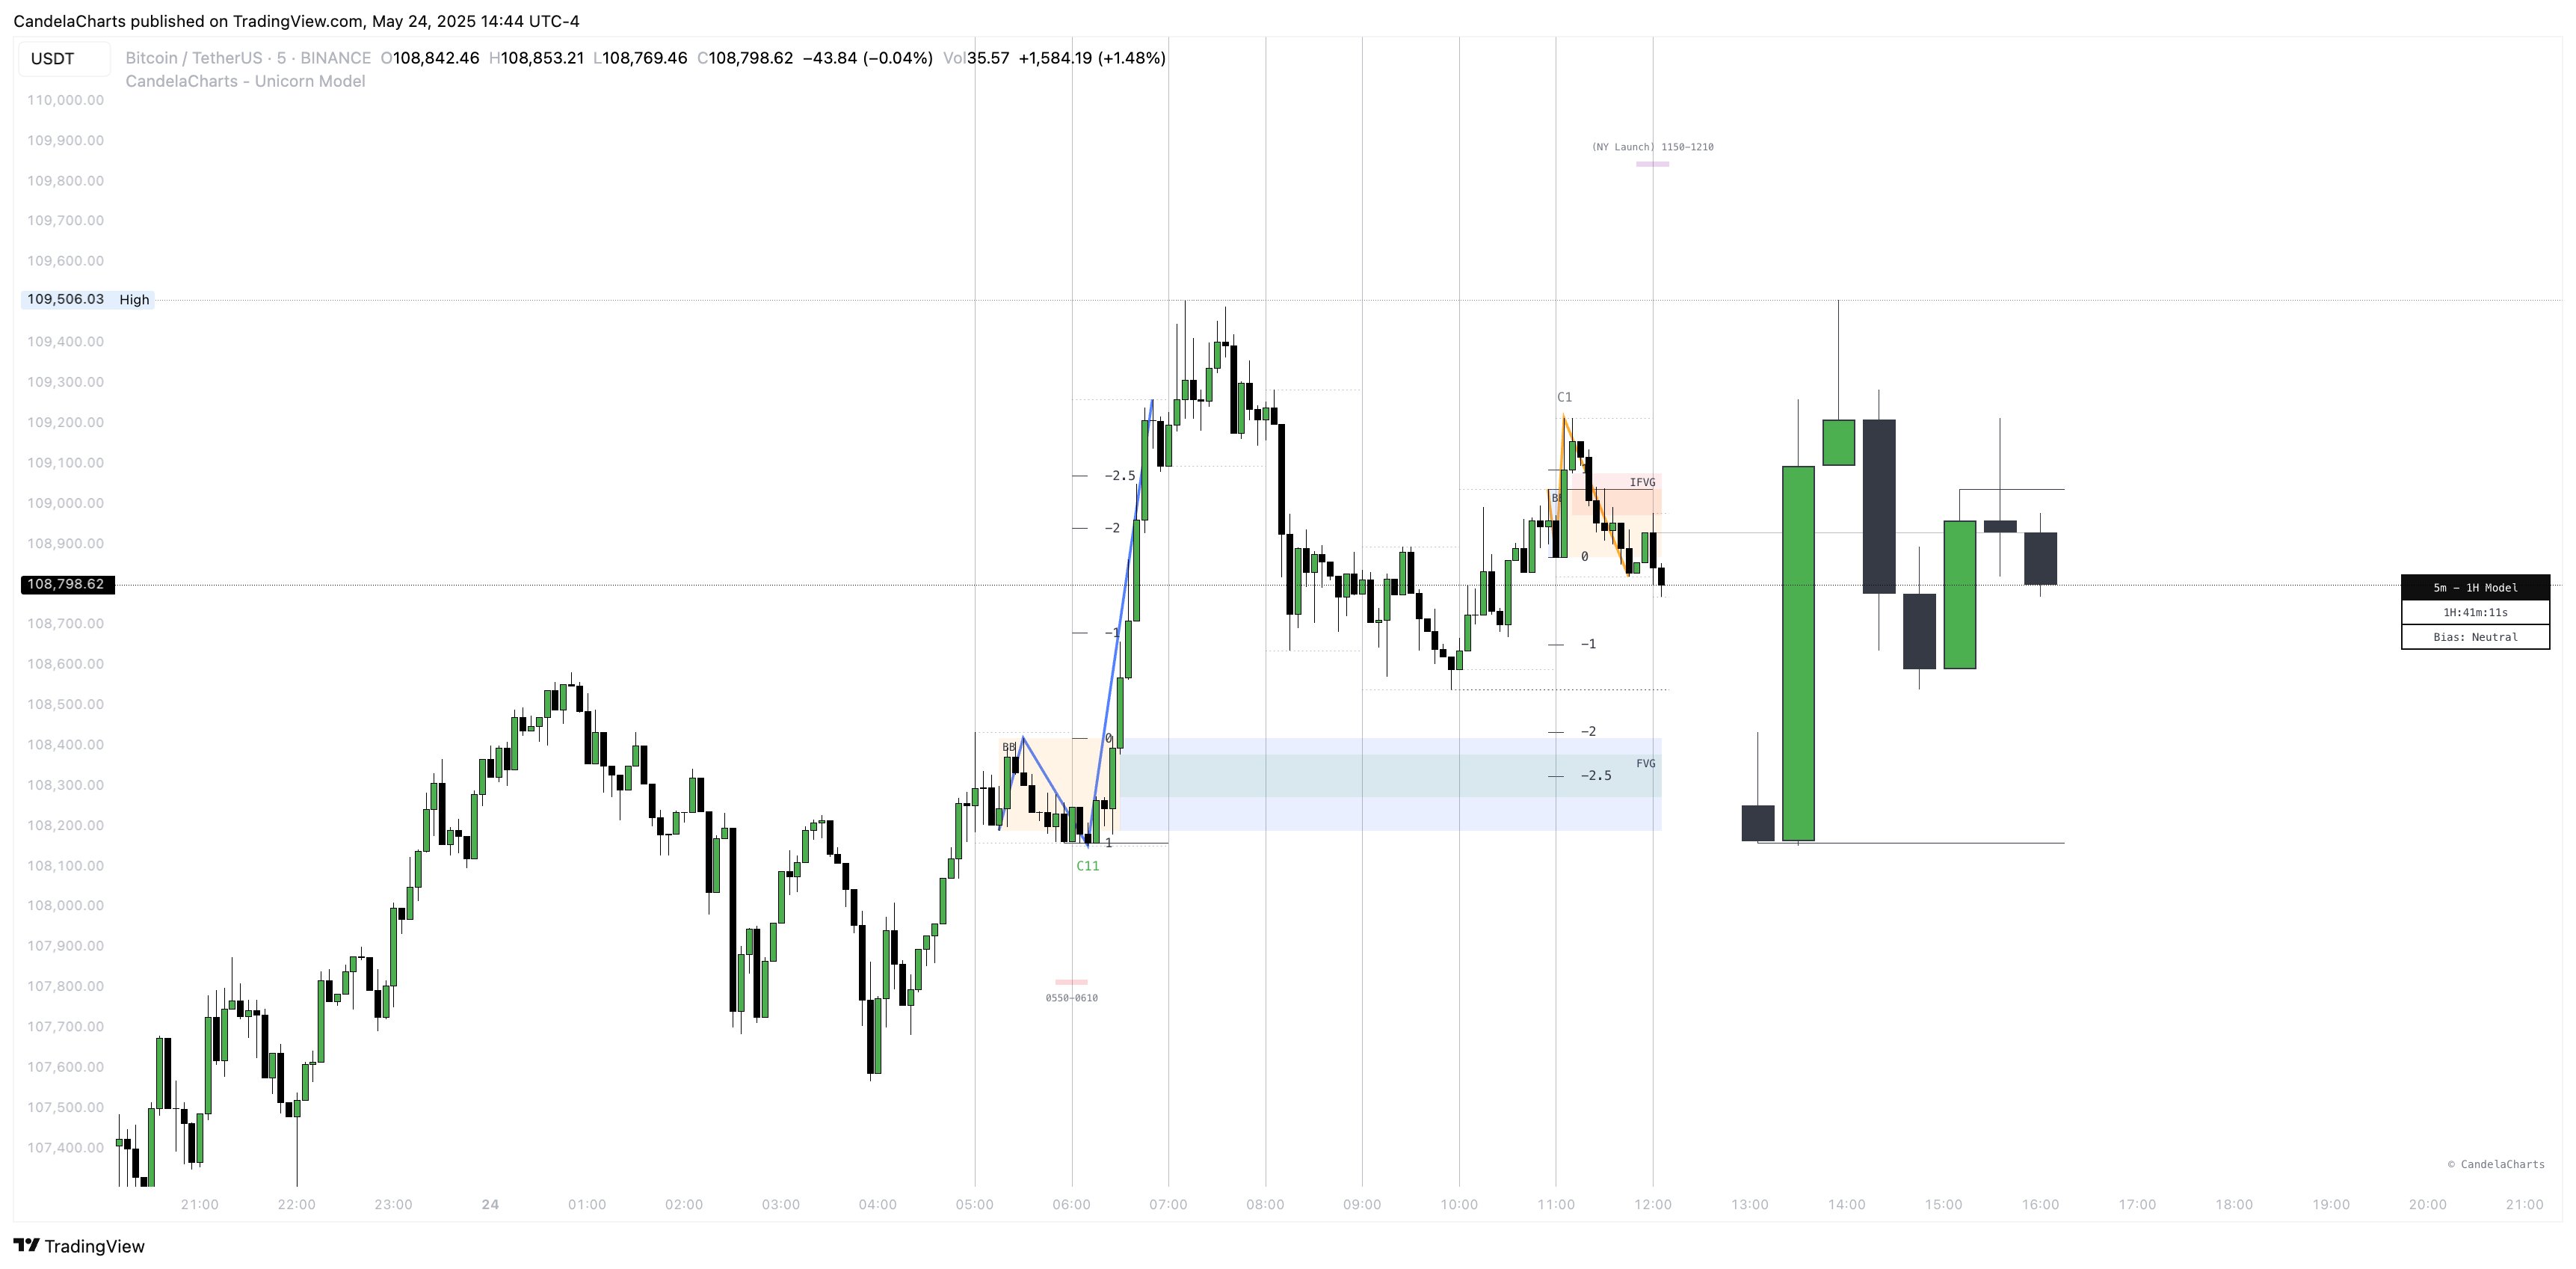 CandelaCharts published on TradingView.com, May 24, 2025 14:44 UTC-4
USDT
Bitcoin / TetherUS · 5 · BINANCE O108,842.46 H108,853.21 L108,769.46 C108,798.62 −43.84 (−0.04%) Vol35.57 +1,584.19 (+1.48%)
CandelaCharts - Unicorn Model
110,000.00
109,900.00
(NY Launch) 1150-1210
109,800.00
109,700.00
109,600.00
109,506.03 High
109,400.00
109,300.00
C1
109,200.00
109,100.00
-2.5
IFVG
109,000.00
-2
108,900.00
0
108,798.62
5m - 1H Model
1H:41m:11s
Bias: Neutral
108,700.00
-1
-1
108,600.00
108,500.00
-2
0
108,400.00
BB
FVG
-2.5
108,300.00
108,200.00
1
C11
108,100.00
108,000.00
107,900.00
107,800.00
0550-0610
107,700.00
107,600.00
107,500.00
107,400.00
© CandelaCharts
21:00 22:00 23:00 24 01:00 02:00 03:00 04:00 05:00 06:00 07:00 08:00 09:00 10:00 11:00 12:00 13:00 14:00 15:00 16:00 17:00 18:00 19:00 20:00 21:00
TradingView